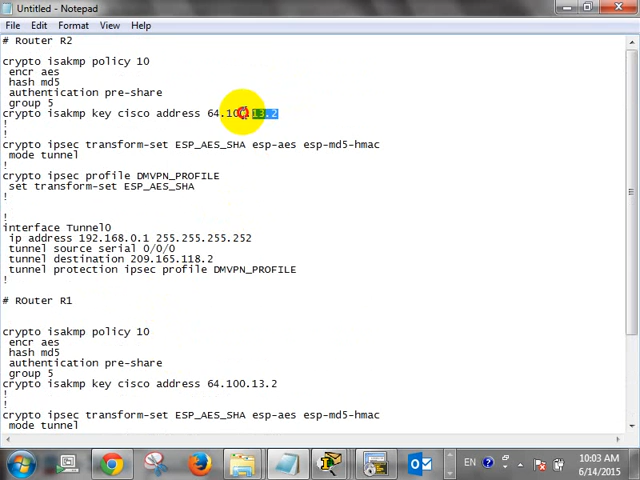 Untitled - Notepad
File Edit Format View Help
# Router R2
crypto isakmp policy 10
encr aes
hash md5
authentication pre-share
group 5
crypto isakmp key cisco address 64.100.13.2
!
!
crypto ipsec transform-set ESP_AES_SHA esp-aes esp-md5-hmac
mode tunnel
!
crypto ipsec profile DMVPN_PROFILE
set transform-set ESP_AES_SHA
!
!
interface Tunnel0
ip address 192.168.0.1 255.255.255.252
tunnel source serial 0/0/0
tunnel destination 209.165.118.2
tunnel protection ipsec profile DMVPN_PROFILE
!
# ROuter R1
crypto isakmp policy 10
encr aes
hash md5
authentication pre-share
group 5
crypto isakmp key cisco address 64.100.13.2
!
!
crypto ipsec transform-set ESP_AES_SHA esp-aes esp-md5-hmac
mode tunnel
EN
10:03 AM
6/14/2015